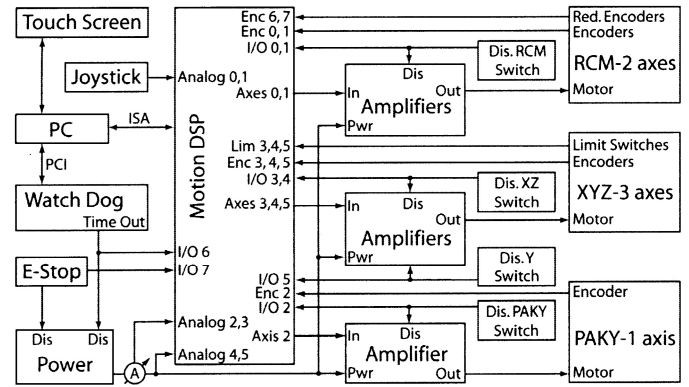 Touch Screen
Joystick
PC
ISA
PCI
Watch Dog
Time Out
E-Stop
Dis Dis
Power
A
Motion DSP
Analog 0,1
I/O 6
I/O 7
Analog 2,3
Analog 4,5
Enc 6,7
Enc 0,1
I/O 0,1
Axes 0,1
Lim 3,4,5
Enc 3, 4, 5
I/O 3,4
Axes 3,4,5
I/O 5
Enc 2
I/O 2
Axis 2
Dis
In Out
Amplifiers
Pwr
Dis. RCM
Switch
Red. Encoders
Encoders
RCM-2 axes
Motor
Dis
In Out
Amplifiers
Pwr
Dis. XZ
Switch
Dis. Y
Switch
Limit Switches
Encoders
XYZ-3 axes
Motor
Dis
In
Amplifier
Pwr Out
Dis. PAKY
Switch
Encoder
PAKY-1 axis
Motor